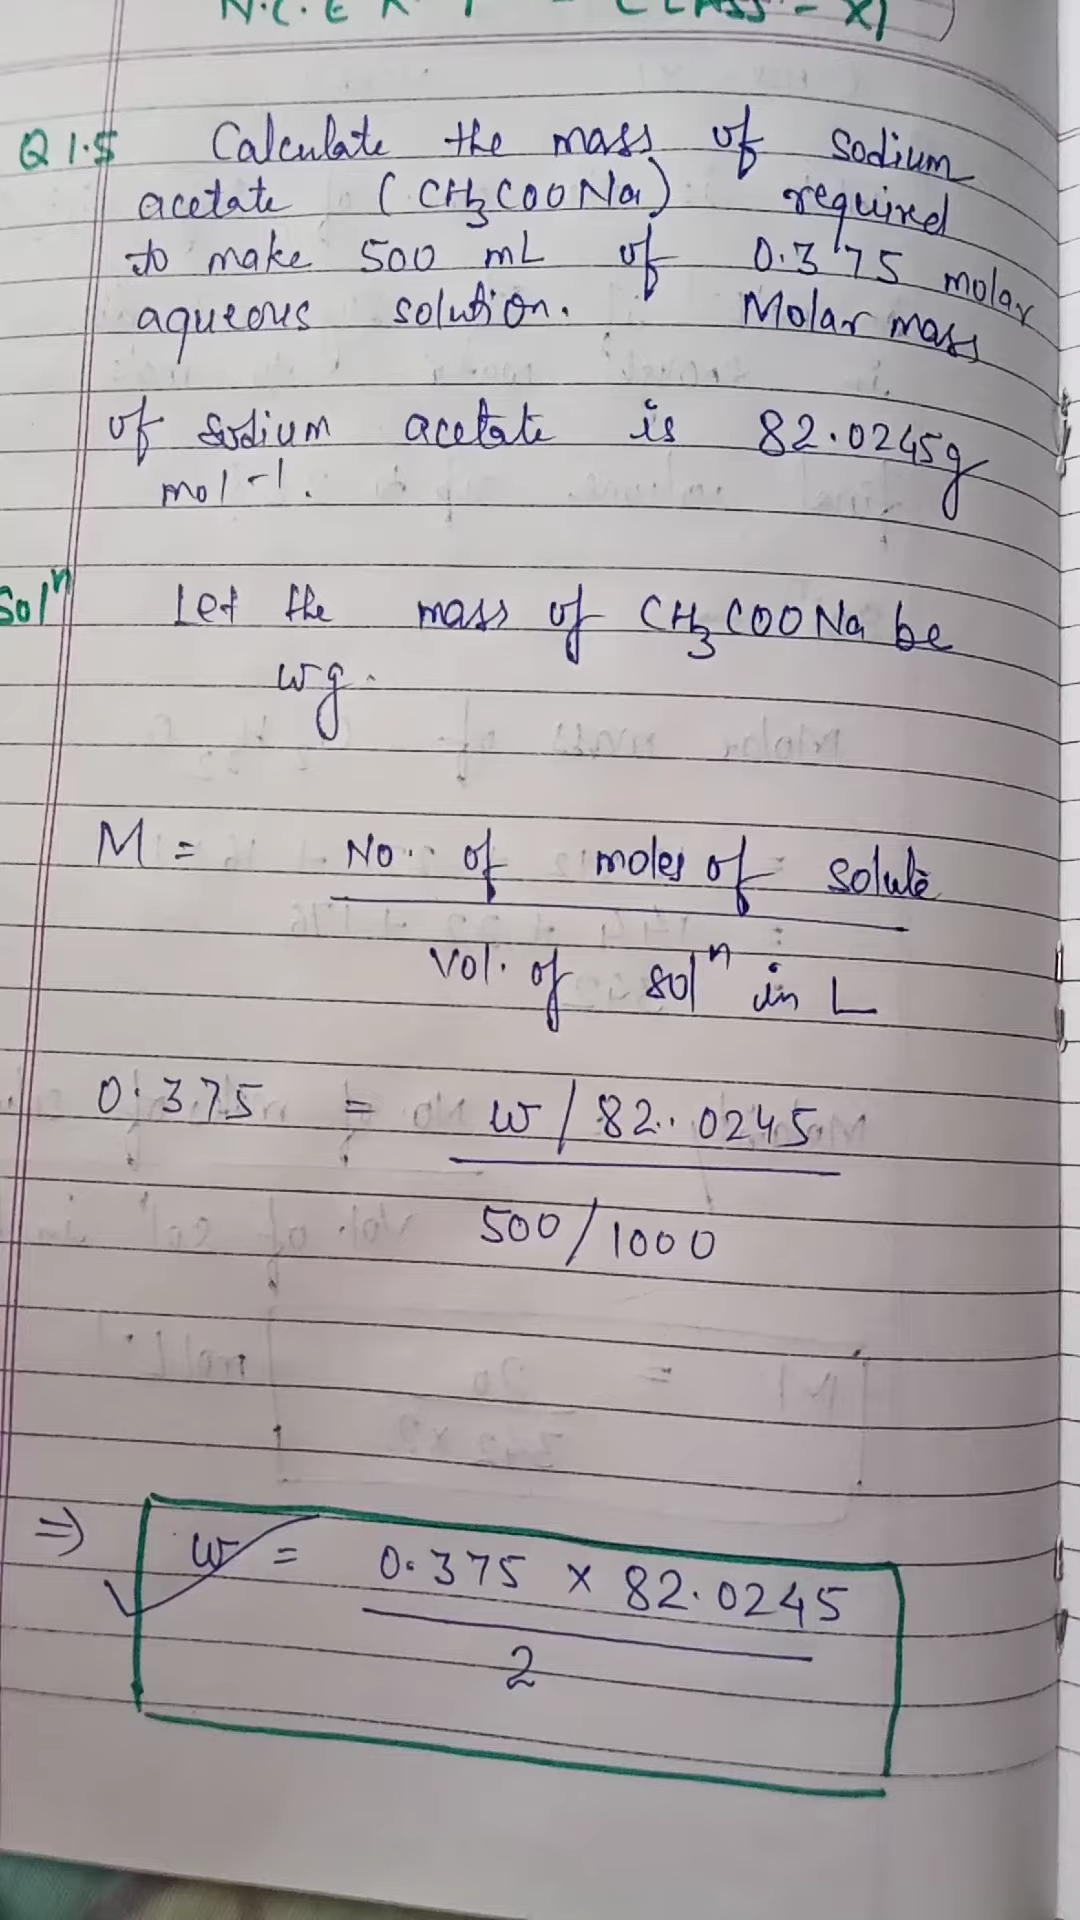 N.C.E.R.T - CLASS - XI
Q 1.5 Calculate the mass of sodium
acetate (CH₃COONa) required
to make 500 mL of 0.375 molar
aqueous solution. Molar mass
of sodium acetate is 82.0245g
mol⁻¹.
Solⁿ Let the mass of CH₃COONa be
wg.
M = No. of moles of solute
Vol. of solⁿ in L
0.375 = w / 82.0245
500/1000
⇒ w = 0.375 × 82.0245
2